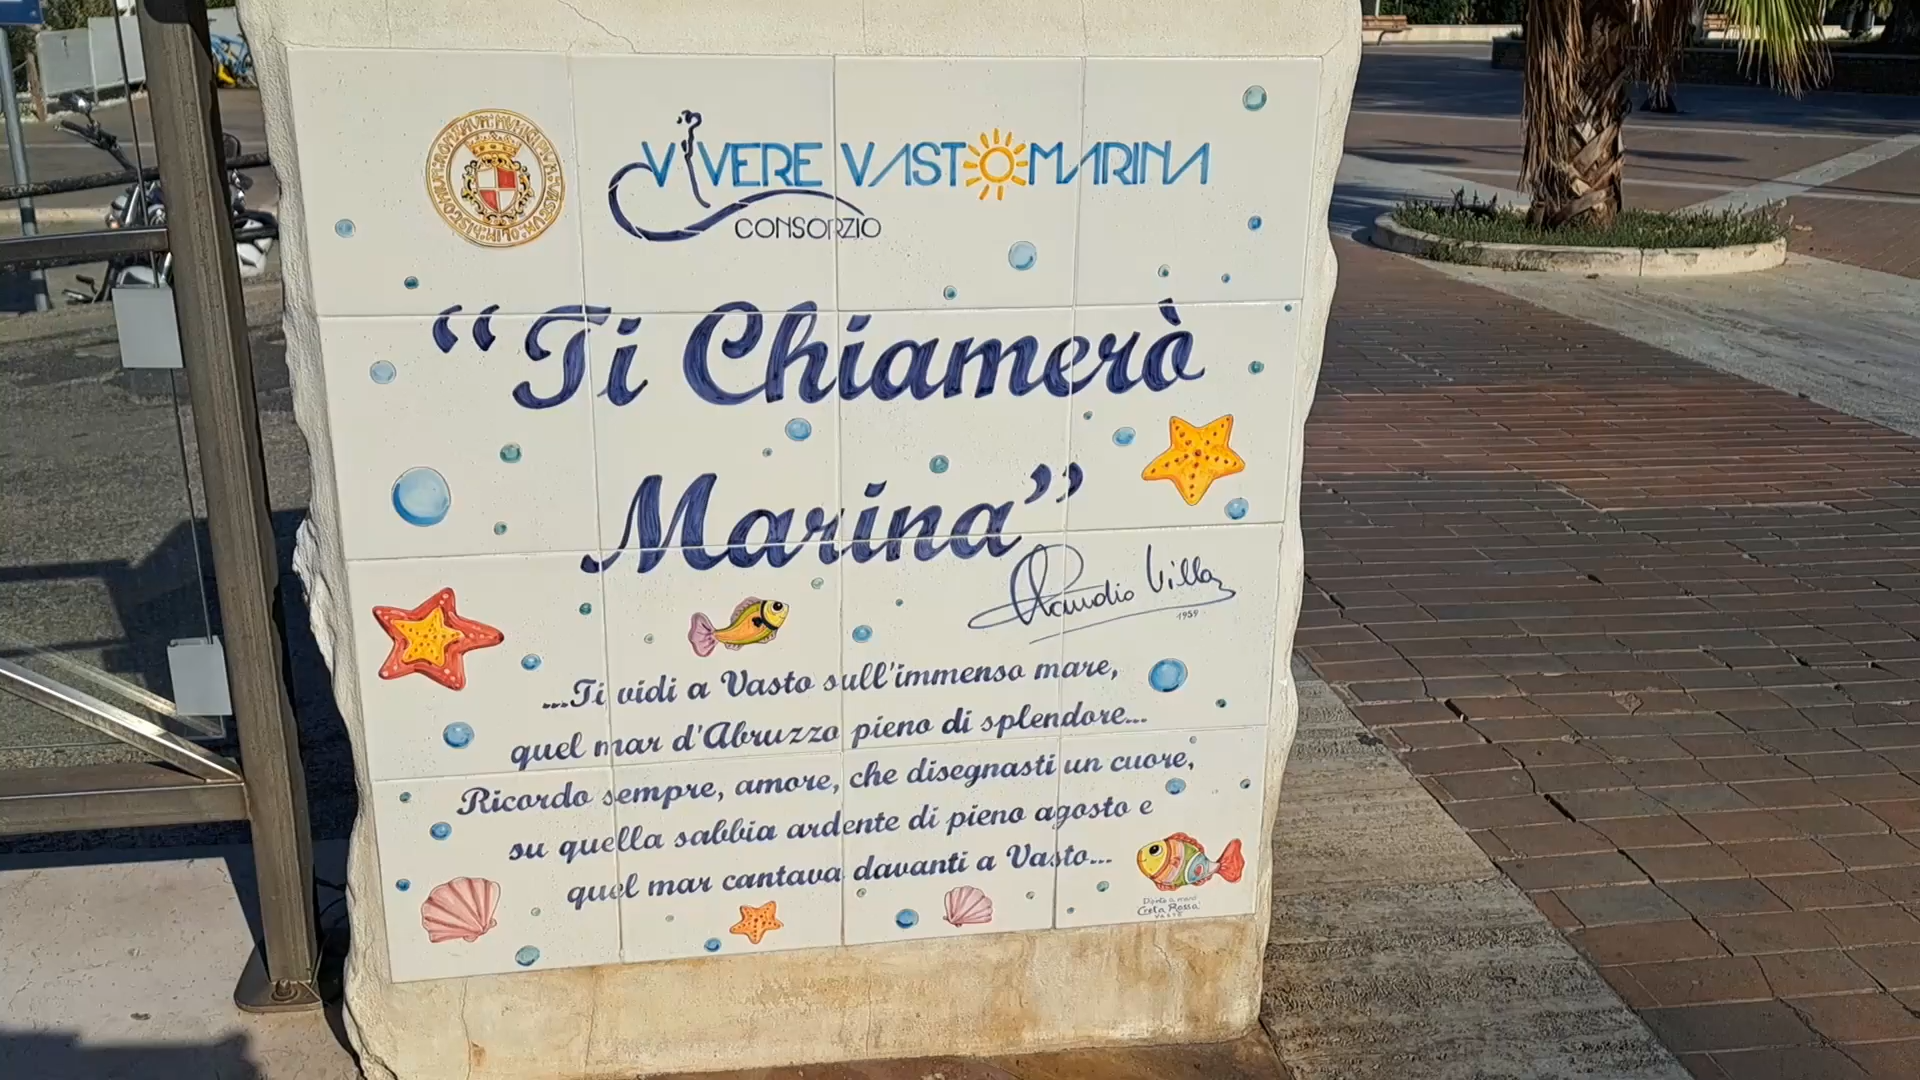 VIVERE VASTOMARINA
CONSORZIO
“Ti Chiamerò
Marina”
Claudio Villa
1959
...Ti vidi a Vasto sull'immenso mare,
quel mar d'Abruzzo pieno di splendore...
Ricordo sempre, amore, che disegnasti un cuore,
su quella sabbia ardente di pieno agosto e
quel mar cantava davanti a Vasto...
Creta Rossa
VASTO